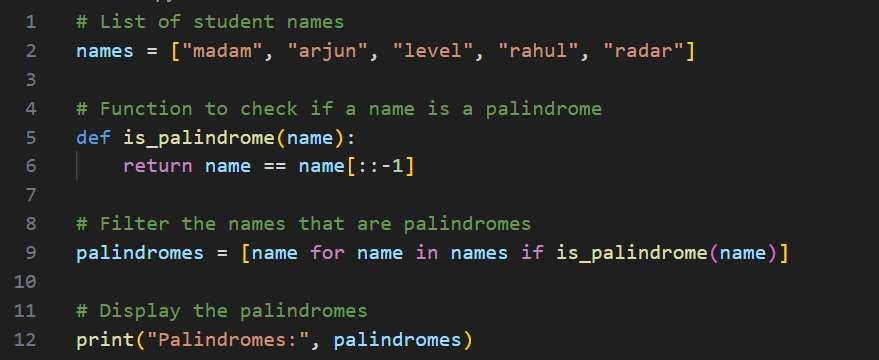 1 # List of student names
2 names = ["madam", "arjun", "level", "rahul", "radar"]
3
4 # Function to check if a name is a palindrome
5 def is_palindrome(name):
6     return name == name[::-1]
7
8 # Filter the names that are palindromes
9 palindromes = [name for name in names if is_palindrome(name)]
10
11 # Display the palindromes
12 print("Palindromes:", palindromes)